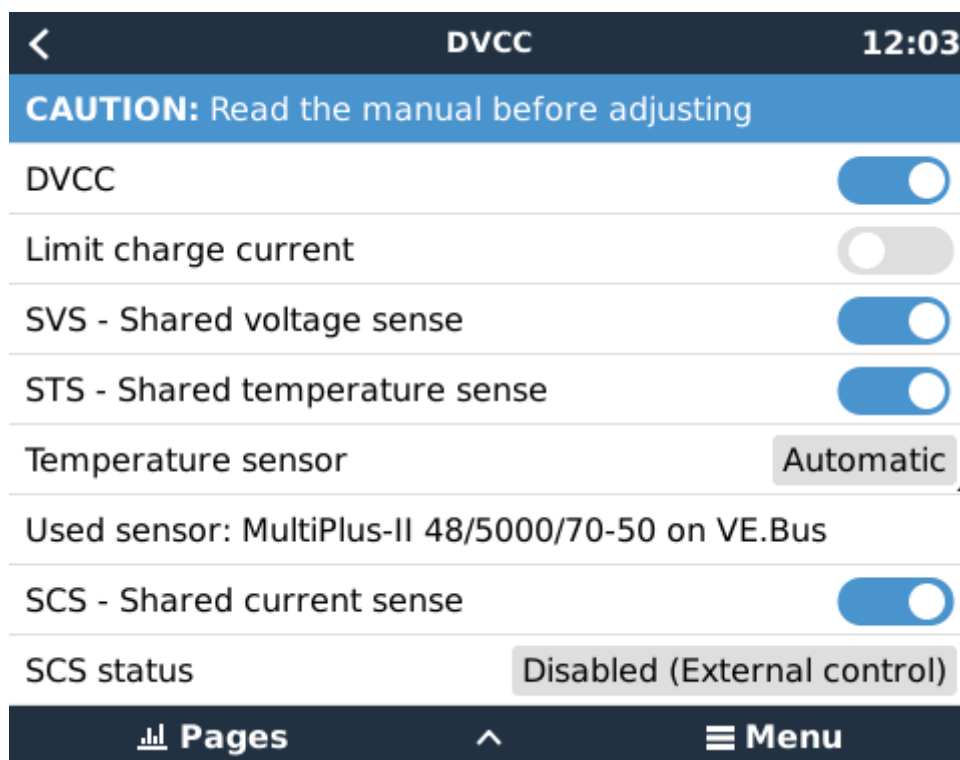 DVCC 12:03
CAUTION: Read the manual before adjusting
DVCC
Limit charge current
SVS - Shared voltage sense
STS - Shared temperature sense
Temperature sensor Automatic
Used sensor: MultiPlus-II 48/5000/70-50 on VE.Bus
SCS - Shared current sense
SCS status Disabled (External control)
Pages Menu